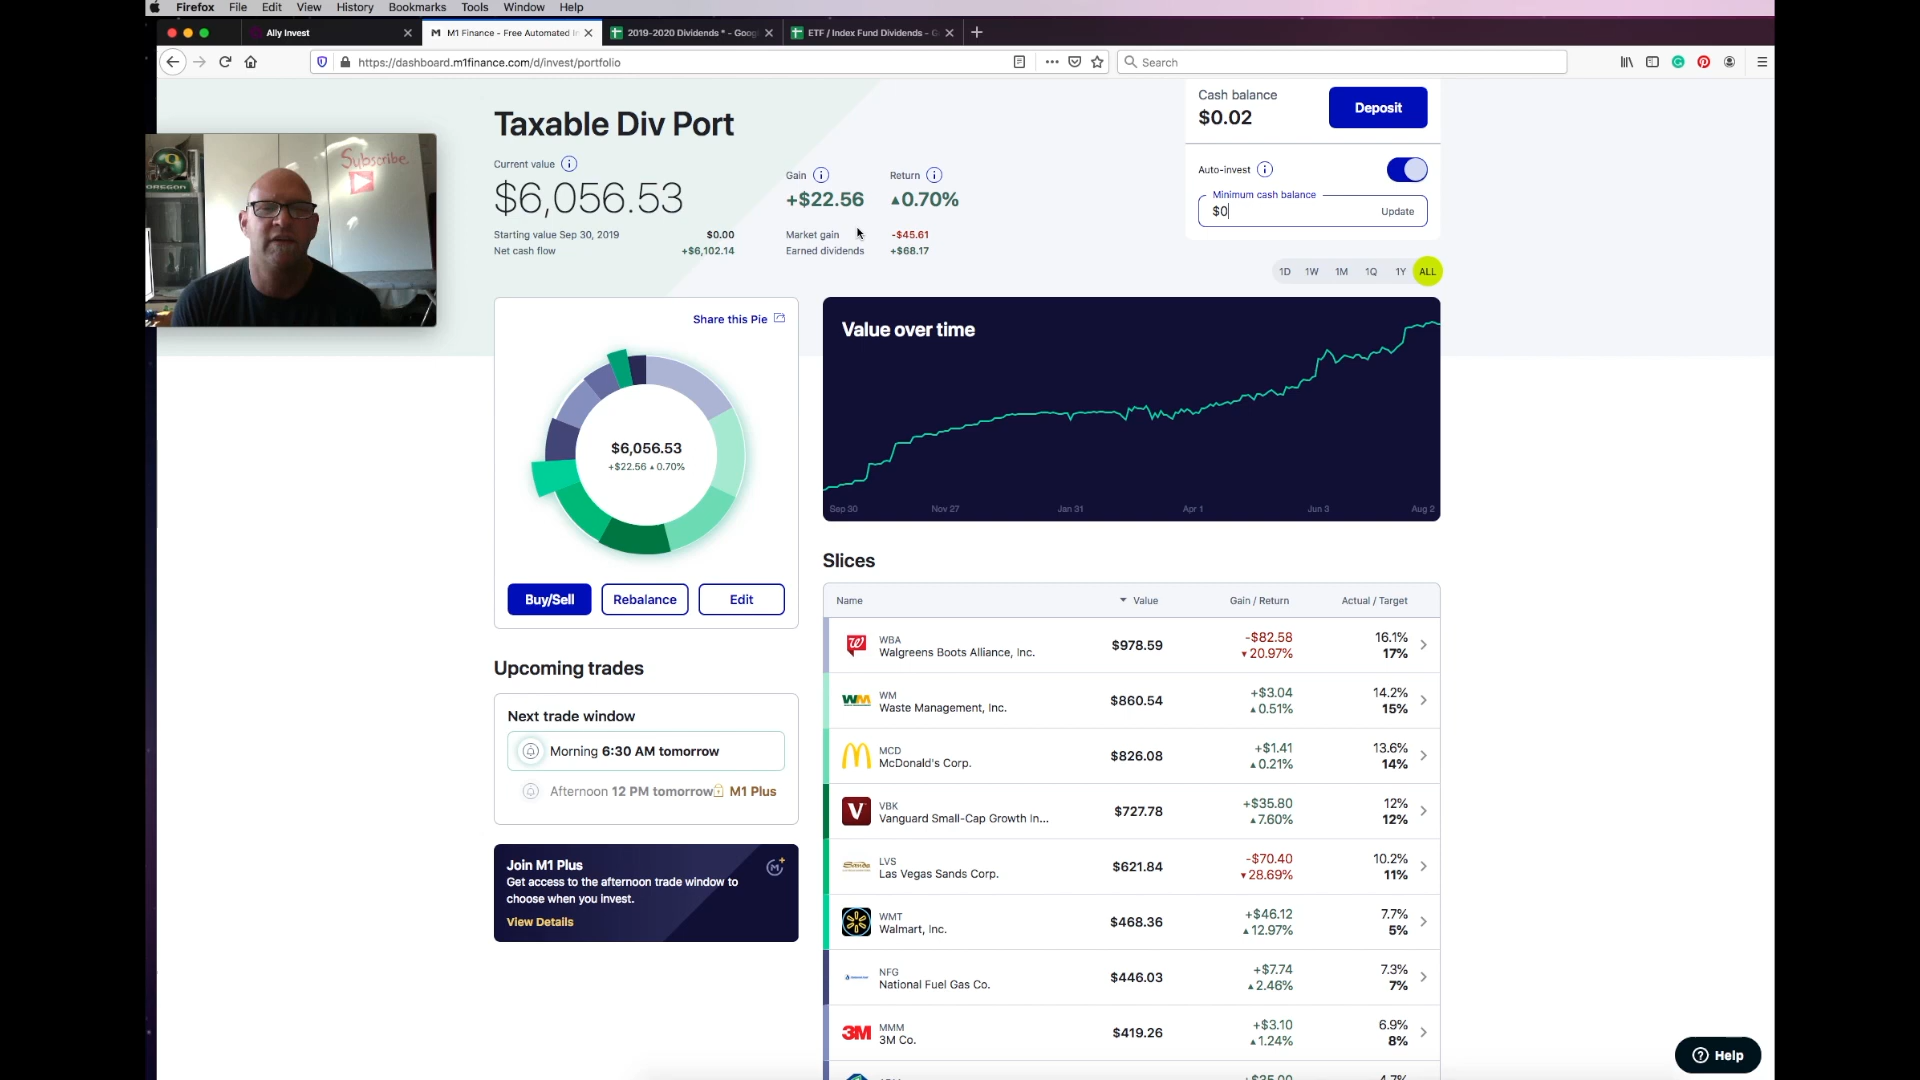 Firefox File Edit View History Bookmarks Tools Window Help
Ally Invest
M1 Finance - Free Automated In
2019-2020 Dividends * - Goog
ETF / Index Fund Dividends - G
https://dashboard.m1finance.com/d/invest/portfolio
Search
Subscribe
OREGON
Taxable Div Port
Current value
$6,056.53
Starting value Sep 30, 2019 $0.00
Net cash flow +$6,102.14
Gain
+$22.56
Return
▲0.70%
Market gain -$45.61
Earned dividends +$68.17
Cash balance
$0.02
Deposit
Auto-invest
Minimum cash balance
$0
Update
1D 1W 1M 1Q 1Y ALL
Share this Pie
$6,056.53
+$22.56 ▲ 0.70%
Buy/Sell
Rebalance
Edit
Value over time
Sep 30 Nov 27 Jan 31 Apr 1 Jun 3 Aug 2
Upcoming trades
Next trade window
Morning 6:30 AM tomorrow
Afternoon 12 PM tomorrow M1 Plus
Join M1 Plus
Get access to the afternoon trade window to
choose when you invest.
View Details
Slices
Name Value Gain / Return Actual / Target
WBA
Walgreens Boots Alliance, Inc.
$978.59
-$82.58
▼20.97%
16.1%
17%
WM
Waste Management, Inc.
$860.54
+$3.04
▲0.51%
14.2%
15%
MCD
McDonald's Corp.
$826.08
+$1.41
▲0.21%
13.6%
14%
VBK
Vanguard Small-Cap Growth In...
$727.78
+$35.80
▲7.60%
12%
12%
LVS
Las Vegas Sands Corp.
$621.84
-$70.40
▼28.69%
10.2%
11%
WMT
Walmart, Inc.
$468.36
+$46.12
▲12.97%
7.7%
5%
NFG
National Fuel Gas Co.
$446.03
+$7.74
▲2.46%
7.3%
7%
3M
MMM
3M Co.
$419.26
+$3.10
▲1.24%
6.9%
8%
Help